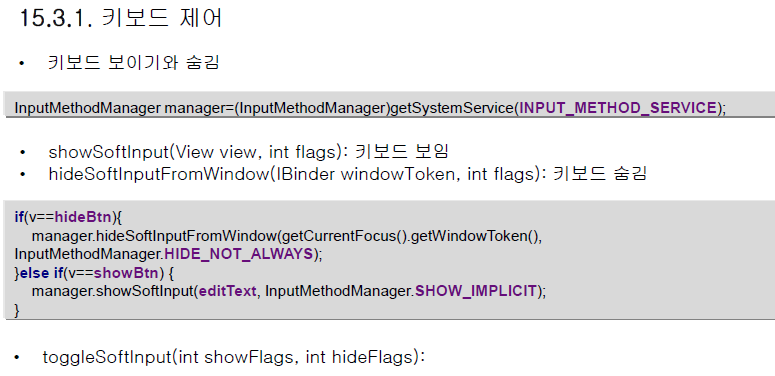 15.3.1. 키보드 제어
• 키보드 보이기와 숨김
InputMethodManager manager=(InputMethodManager)getSystemService(INPUT_METHOD_SERVICE);
• showSoftInput(View view, int flags): 키보드 보임
• hideSoftInputFromWindow(IBinder windowToken, int flags): 키보드 숨김
if(v==hideBtn){
manager.hideSoftInputFromWindow(getCurrentFocus().getWindowToken(),
InputMethodManager.HIDE_NOT_ALWAYS);
}else if(v==showBtn) {
manager.showSoftInput(editText, InputMethodManager.SHOW_IMPLICIT);
}
• toggleSoftInput(int showFlags, int hideFlags):